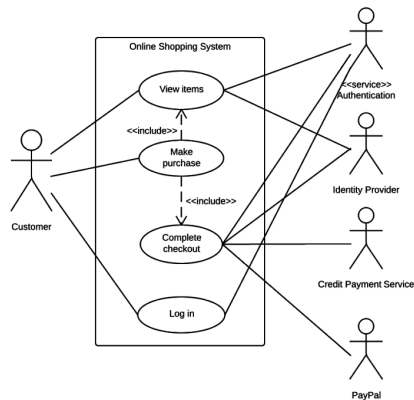 Online Shopping System
View items
<<include>>
Make
purchase
<<include>>
Complete
checkout
Log in
Customer
<<service>>
Authentication
Identity Provider
Credit Payment Service
PayPal